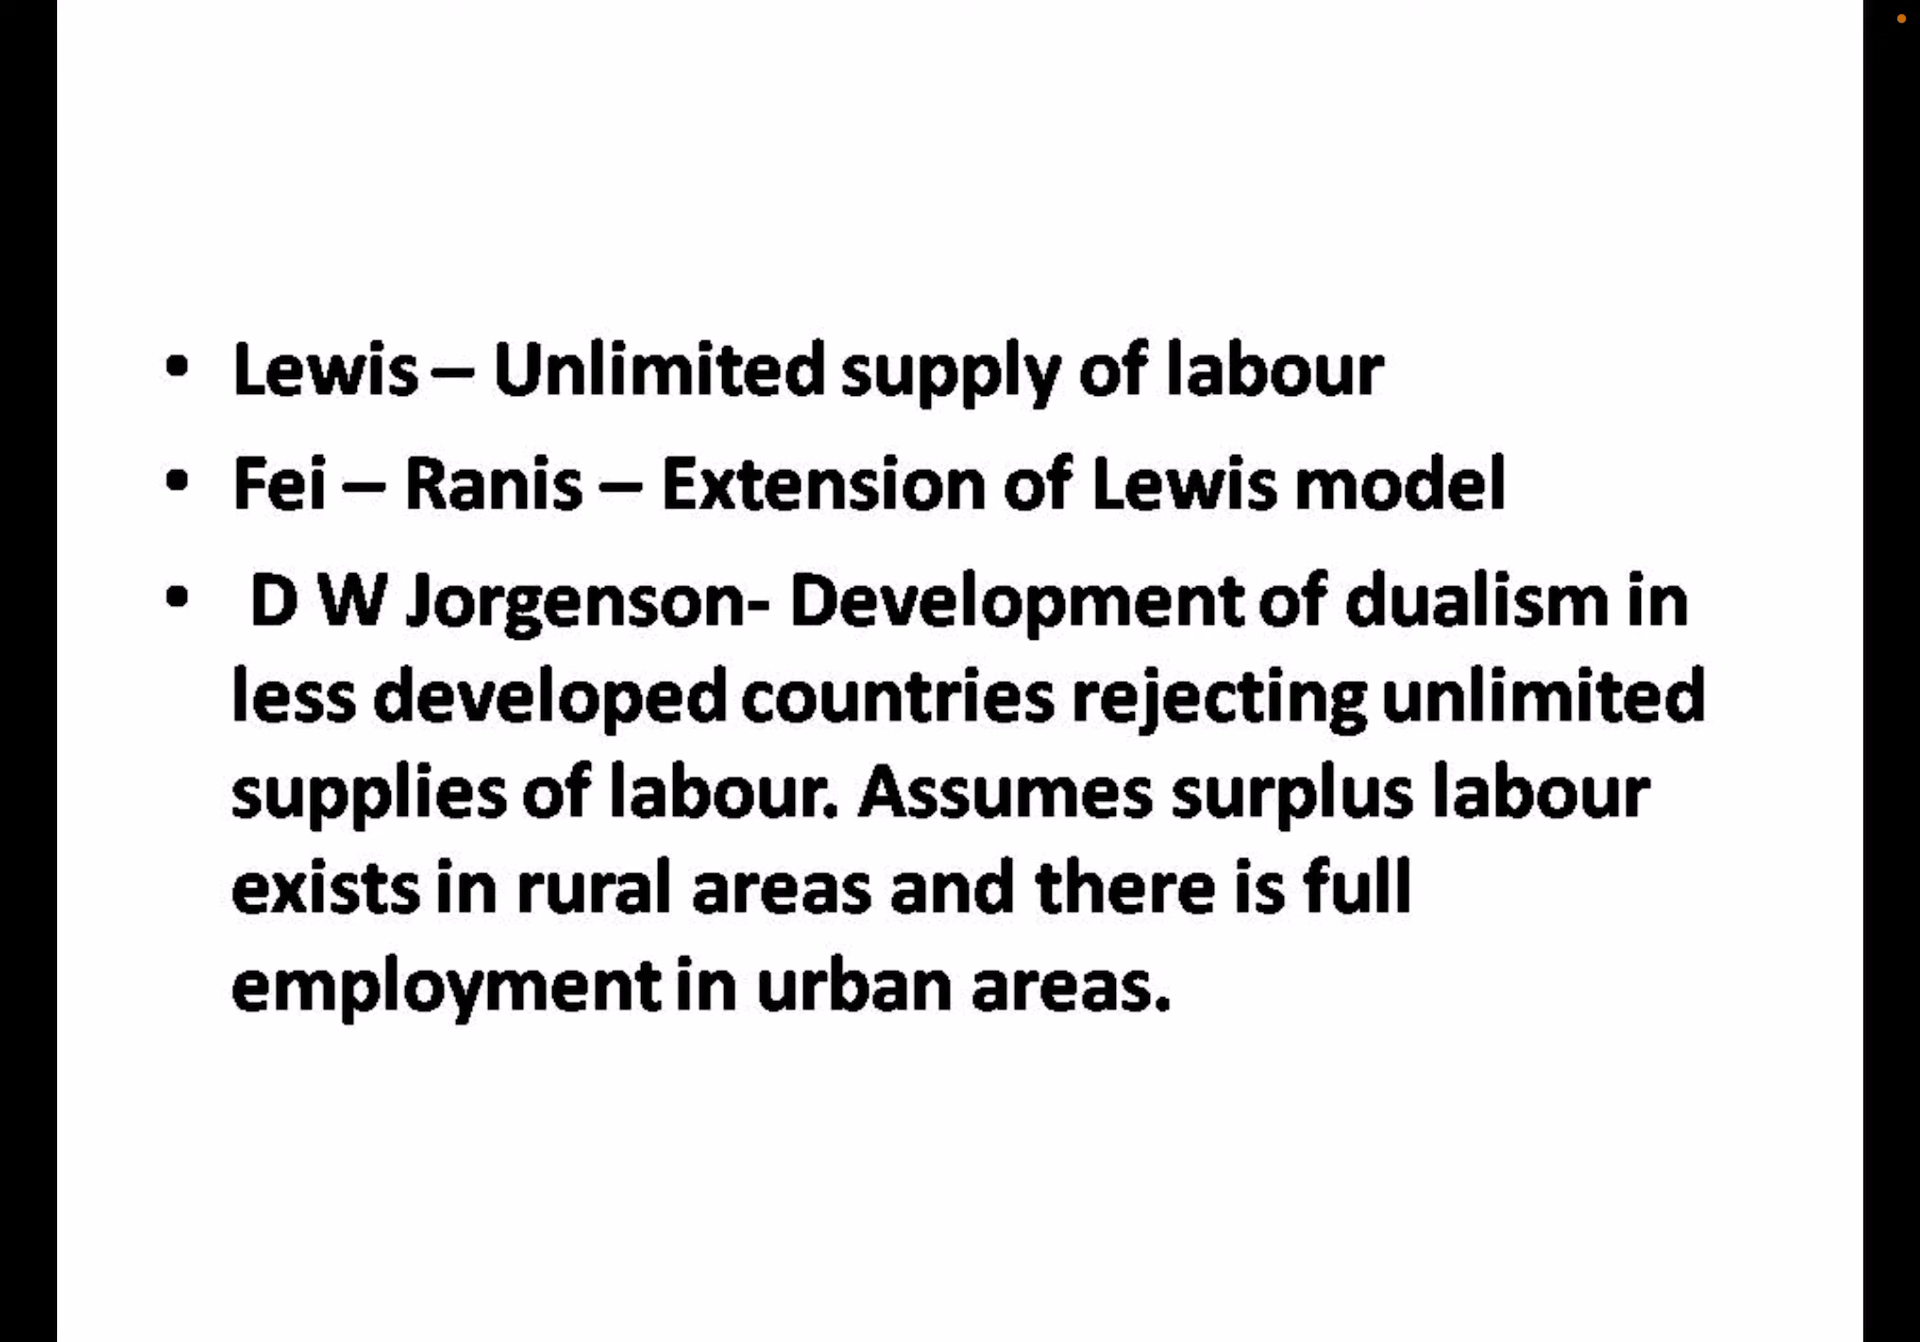 • Lewis – Unlimited supply of labour
• Fei – Ranis – Extension of Lewis model
• D W Jorgenson- Development of dualism in
less developed countries rejecting unlimited
supplies of labour. Assumes surplus labour
exists in rural areas and there is full
employment in urban areas.